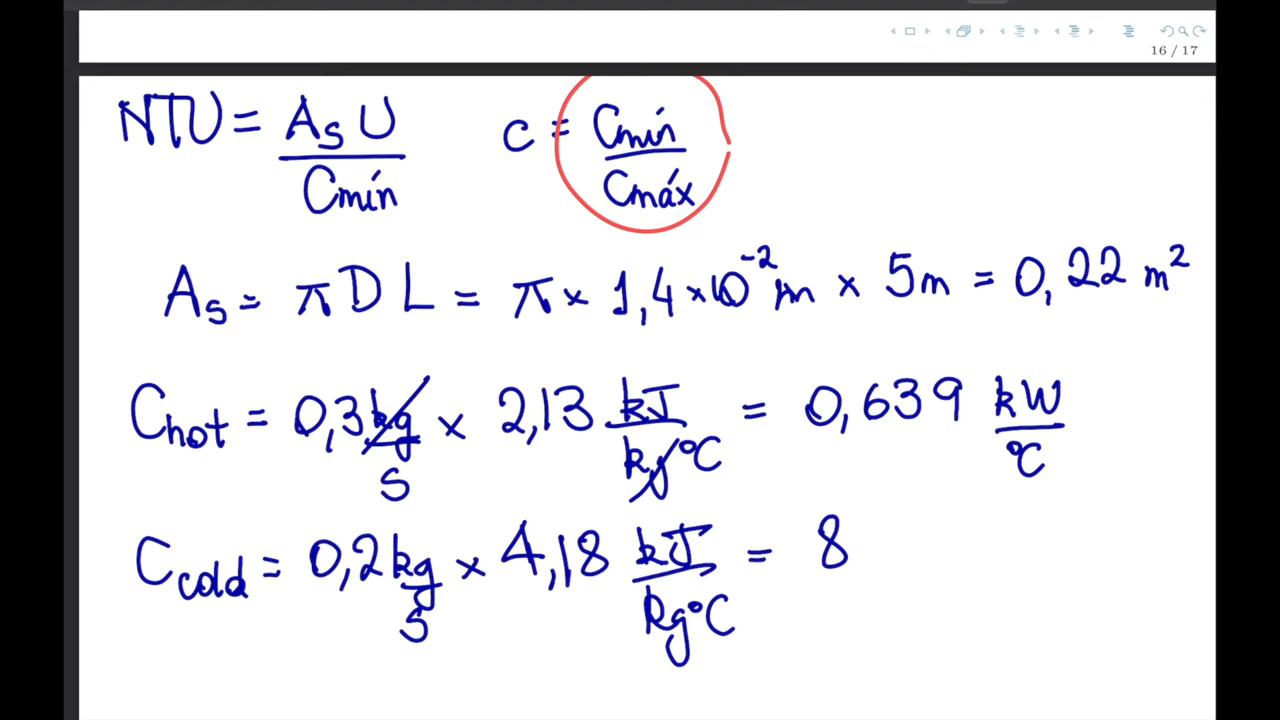 16 / 17
NTU = As U / Cmín c = Cmín / Cmáx
As = π D L = π × 1,4 × 10⁻² m × 5m = 0,22 m²
Chot = 0,3 kg/s × 2,13 kJ/kg°C = 0,639 kW/°C
Ccold = 0,2 kg/s × 4,18 kJ/kg°C = 8